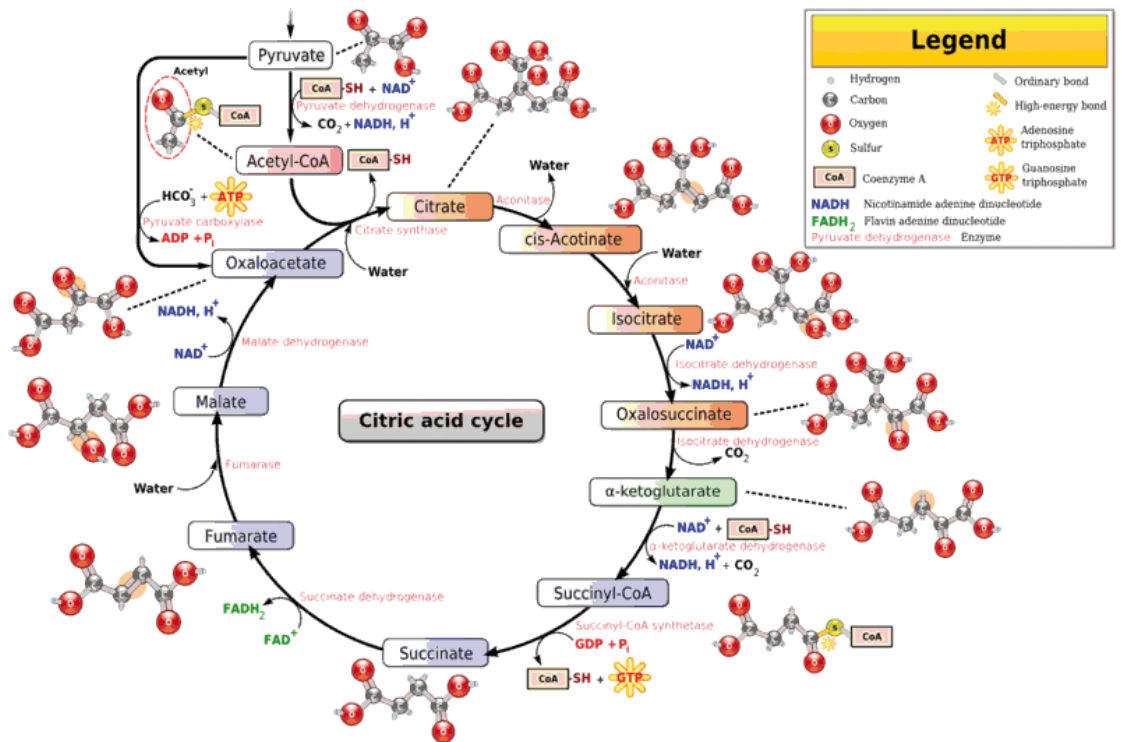 Pyruvate
Acetyl
CoA-SH + NAD+
Pyruvate dehydrogenase
CO2 + NADH, H+
S
CoA
Acetyl-CoA
CoA-SH
HCO3- + ATP
Pyruvate carboxylase
ADP + Pi
Citrate
Citrate synthase
Water
Oxaloacetate
Water
Aconitase
cis-Acotinate
Water
Aconitase
Isocitrate
NAD+
Isocitrate dehydrogenase
NADH, H+
Oxalosuccinate
Isocitrate dehydrogenase
CO2
α-ketoglutarate
NAD+ + CoA-SH
α-ketoglutarate dehydrogenase
NADH, H+ + CO2
Succinyl-CoA
Succinyl-CoA synthetase
GDP + Pi
CoA-SH + GTP
S
CoA
Succinate
Succinate dehydrogenase
FADH2
FAD+
Fumarate
Fumarase
Water
Malate
Malate dehydrogenase
NADH, H+
NAD+
Citric acid cycle
Legend
Hydrogen
C Carbon
O Oxygen
S Sulfur
CoA Coenzyme A
Ordinary bond
High-energy bond
ATP Adenosine
triphosphate
GTP Guanosine
triphosphate
NADH Nicotinamide adenine dinucleotide
FADH2 Flavin adenine dinucleotide
Pyruvate dehydrogenase Enzyme